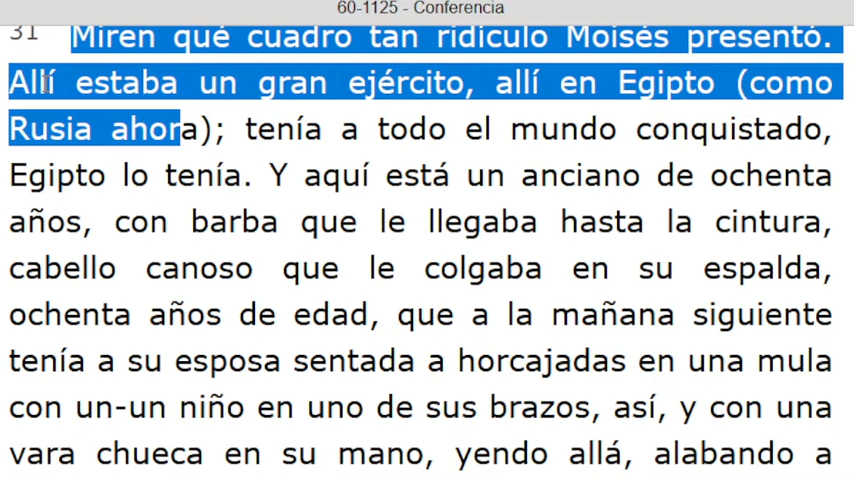 60-1125 - Conferencia
31 Miren qué cuadro tan ridículo Moisés presentó.
Allí estaba un gran ejército, allí en Egipto (como
Rusia ahora); tenía a todo el mundo conquistado,
Egipto lo tenía. Y aquí está un anciano de ochenta
años, con barba que le llegaba hasta la cintura,
cabello canoso que le colgaba en su espalda,
ochenta años de edad, que a la mañana siguiente
tenía a su esposa sentada a horcajadas en una mula
con un-un niño en uno de sus brazos, así, y con una
vara chueca en su mano, yendo allá, alabando a